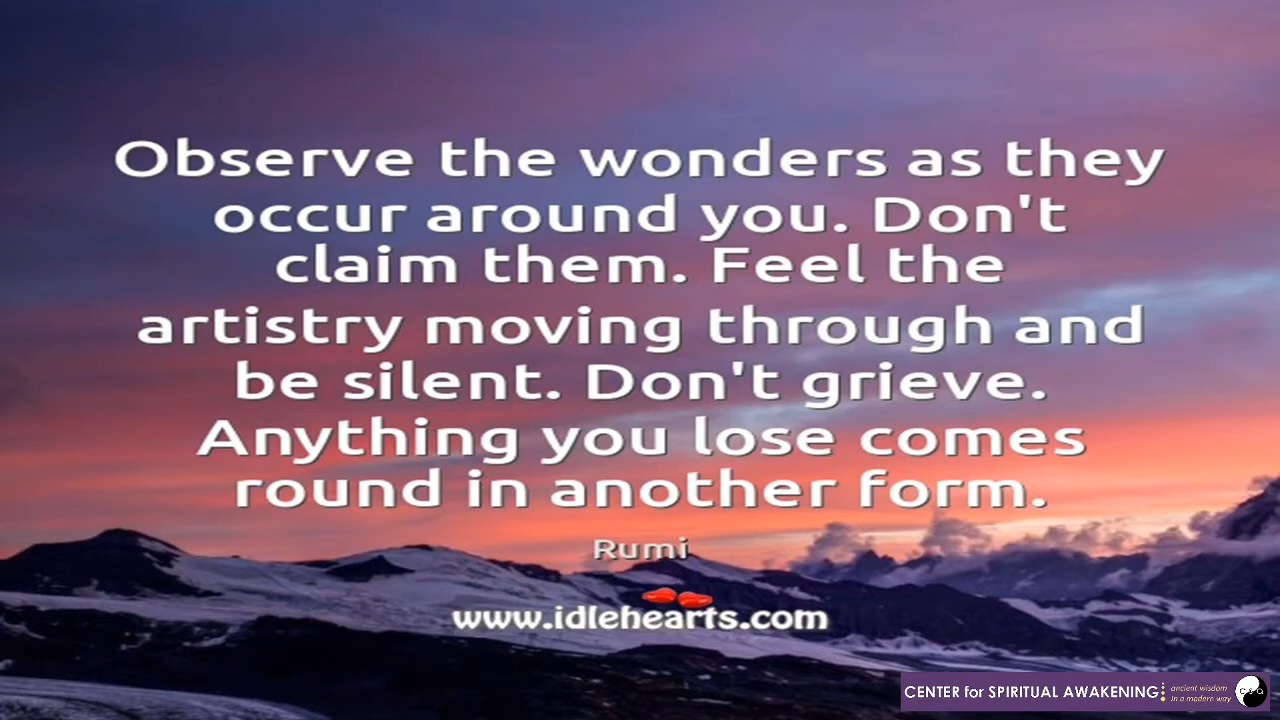 Observe the wonders as they
occur around you. Don't
claim them. Feel the
artistry moving through and
be silent. Don't grieve.
Anything you lose comes
round in another form.
Rumi
www.idlehearts.com
CENTER for SPIRITUAL AWAKENING
ancient wisdom
in a modern way